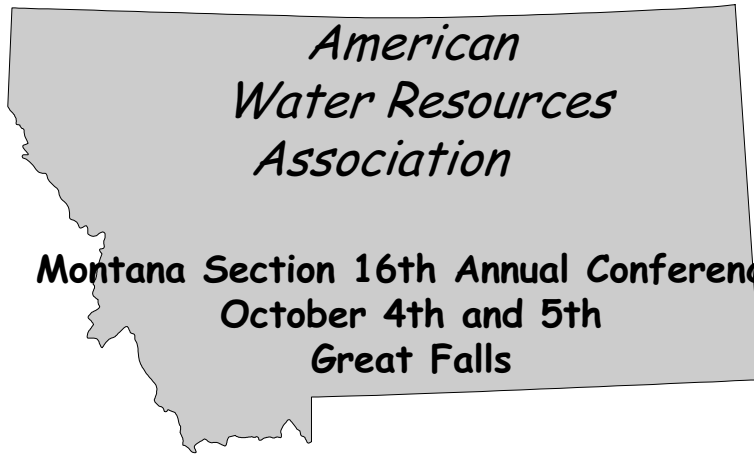 American
Water Resources
Association
Montana Section 16th Annual Conferenc
October 4th and 5th
Great Falls